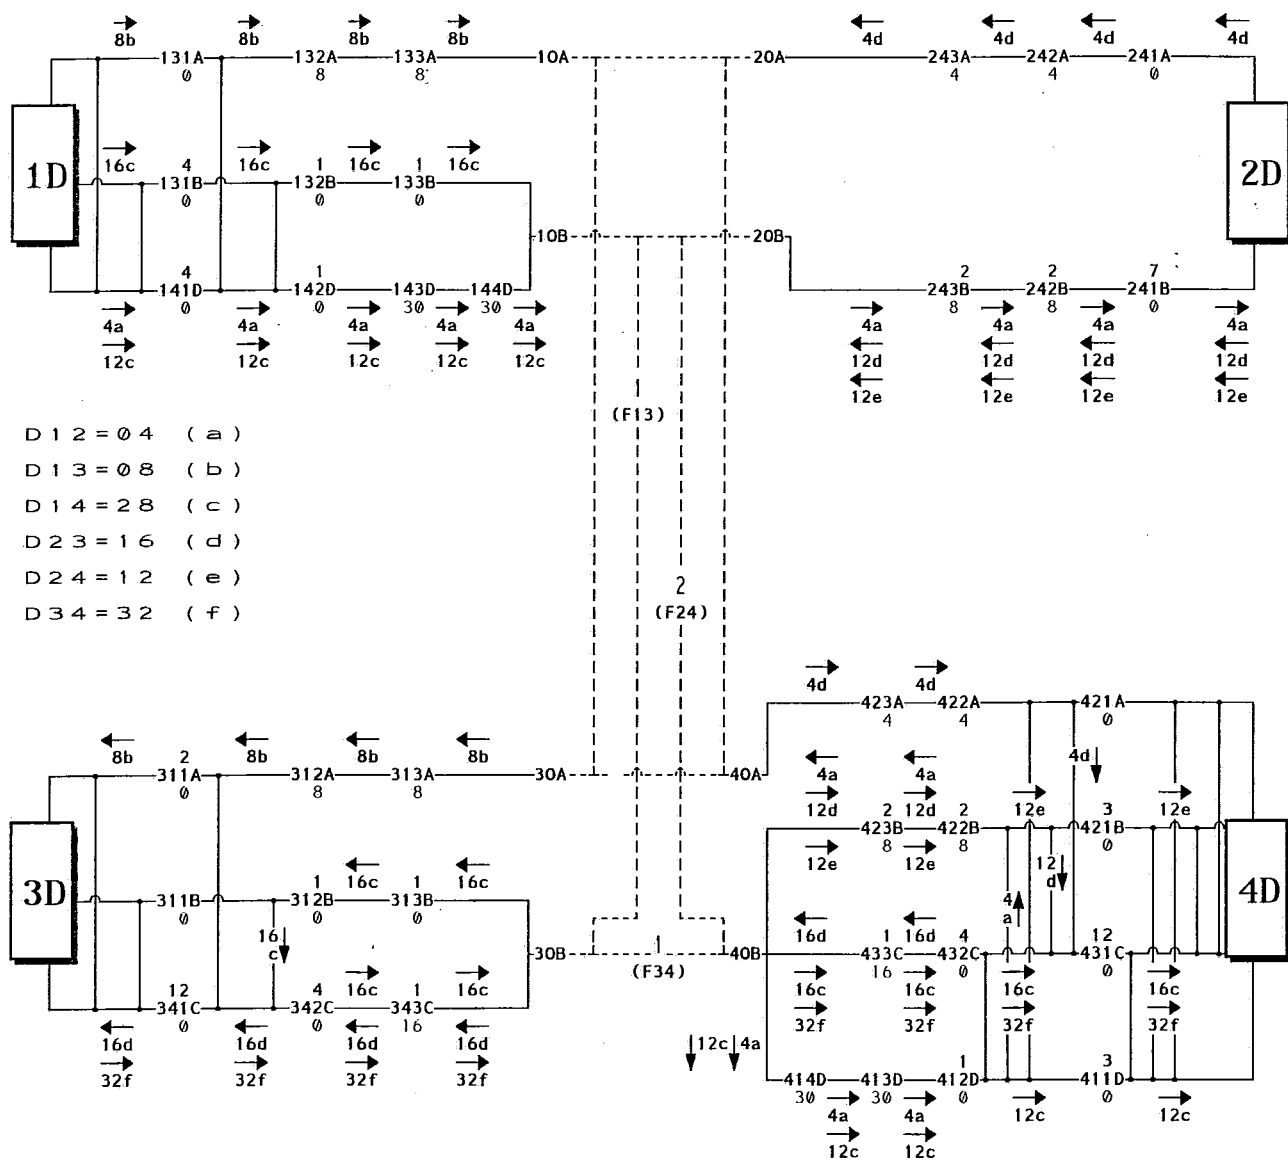 8b 8b 8b 8b 4d 4d 4d 4d
131A 132A 133A 10A 20A 243A 242A 241A
0 8 8 4 4 0
1D 2D
16c 4 16c 1 16c 1 16c
131B 132B 133B
0 0 0
10B 20B
4 1 2 2 7
141D 142D 143D 144D 243B 242B 241B
0 0 30 30 8 8 0
4a 4a 4a 4a 4a 4a 4a 4a 4a
12c 12c 12c 12c 12c 12d 12d 12d 12d
12e 12e 12e 12e
1
(F13)
D12=04 (a)
D13=08 (b)
D14=28 (c)
D23=16 (d)
D24=12 (e)
D34=32 (f)
2
(F24)
4d 4d
423A 422A 421A
4 4 0
8b 2 8b 8b 8b
311A 312A 313A 30A 40A
0 8 8
4a 4a 4d
12d 2 12d 2 12e 3 12e
423B 422B 421B
8 8 0
12e 12e 12
d
3D 4D
1 16c 1 16c
311B 312B 313B
0 0 0
4
a
16
c
16d 1 16d 4 12
30B 1 40B 433C 432C 431C
(F34) 16 0 0
16c 16c 16c 16c
32f 32f 32f 32f
12 4 16c 1 16c
341C 342C 343C
0 0 16
16d 16d 16d 16d
32f 32f 32f 32f
12c 4a
1 3
414D 413D 412D 411D
30 30 0 0
4a 4a 12c 12c
12c 12c